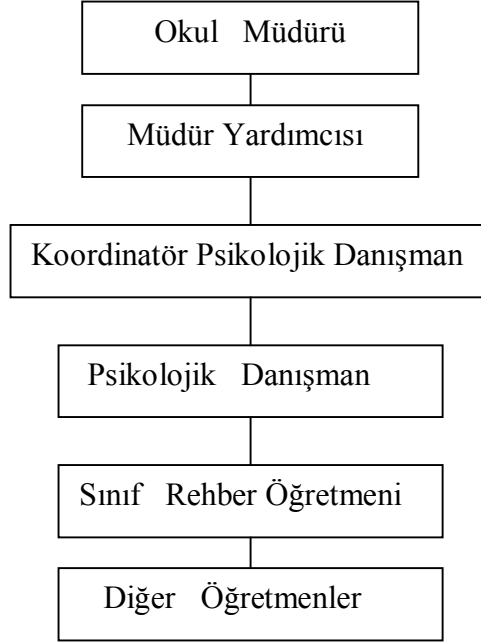 Okul Müdürü
Müdür Yardımcısı
Koordinatör Psikolojik Danışman
Psikolojik Danışman
Sınıf Rehber Öğretmeni
Diğer Öğretmenler